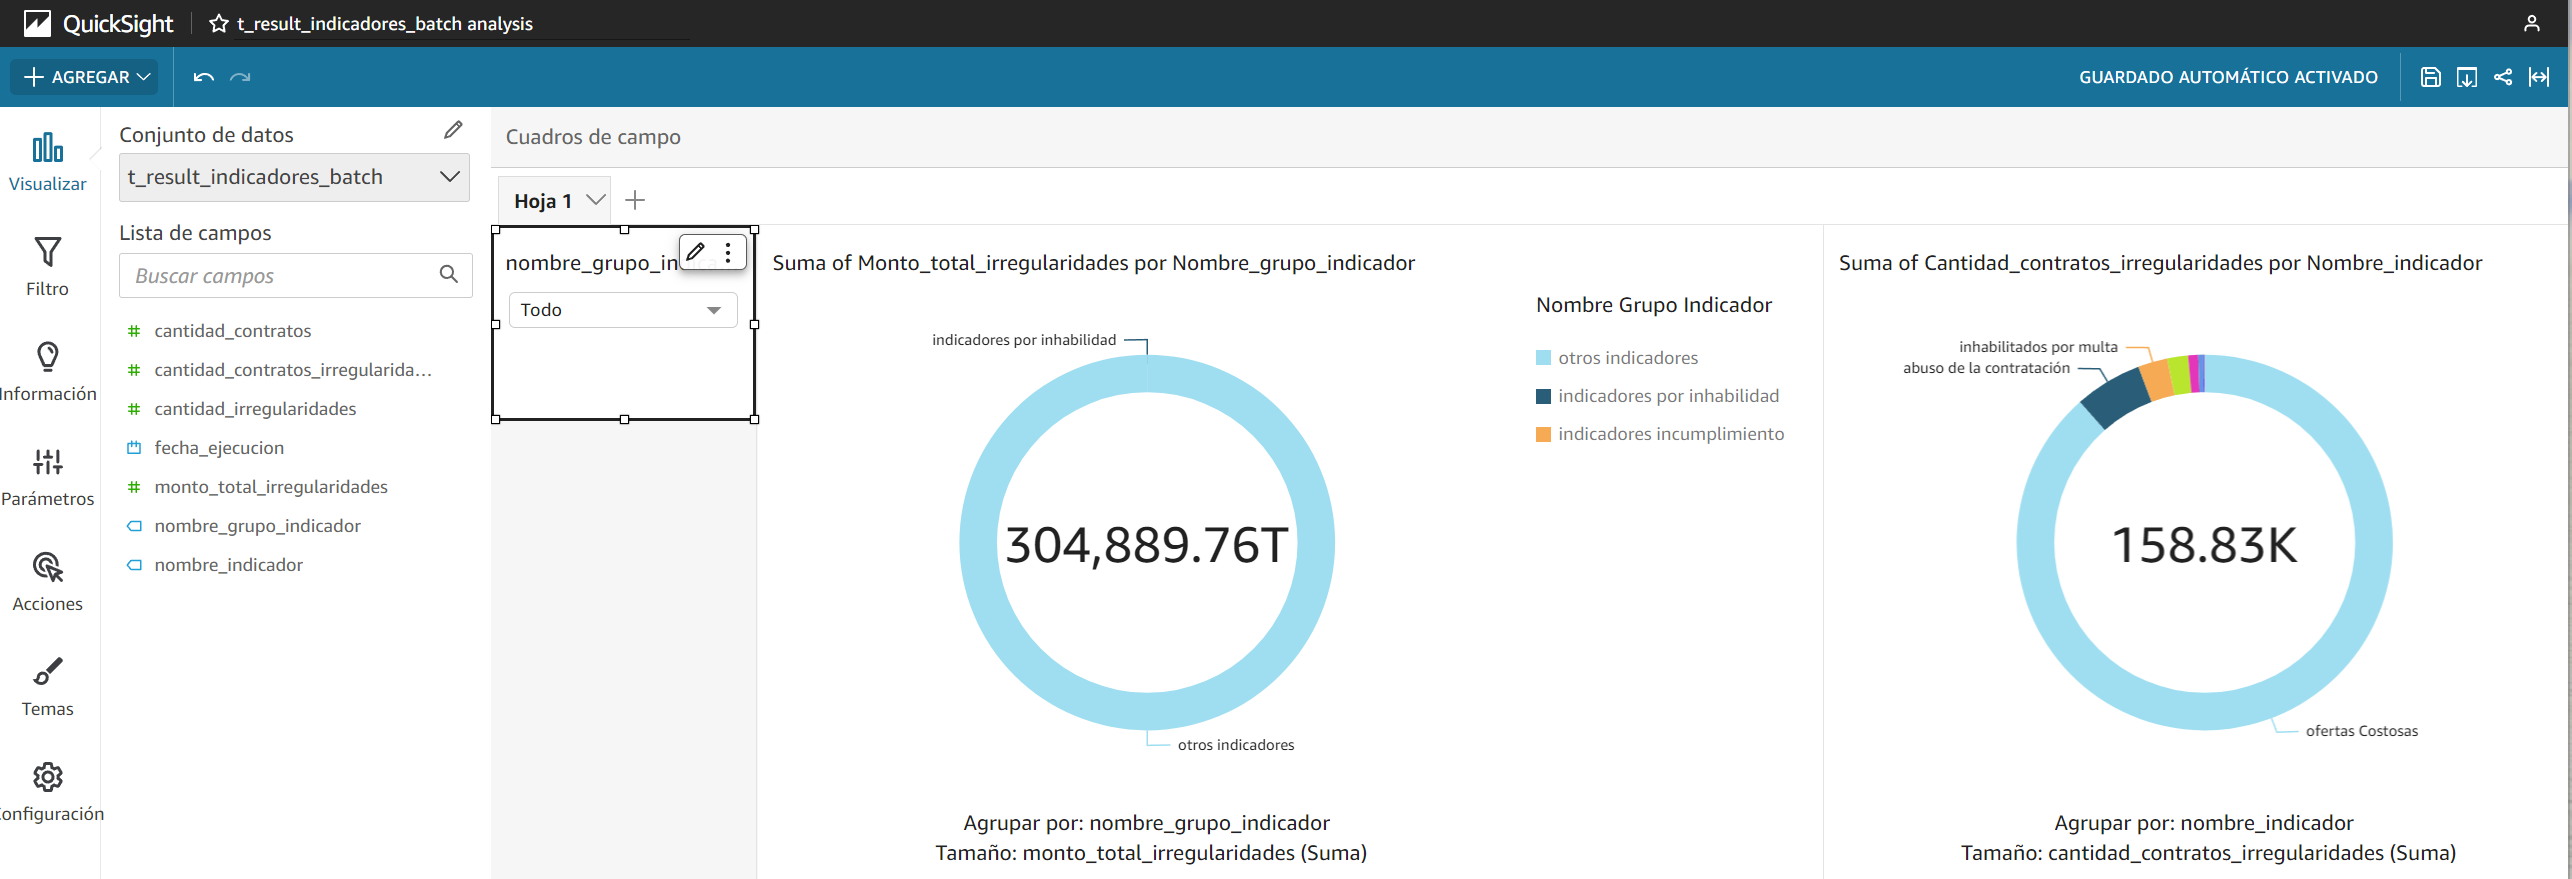 QuickSight
t_result_indicadores_batch analysis
AGREGAR
GUARDADO AUTOMÁTICO ACTIVADO
Visualizar
Filtro
Información
Parámetros
Acciones
Temas
onfiguración
Conjunto de datos
t_result_indicadores_batch
Lista de campos
Buscar campos
cantidad_contratos
cantidad_contratos_irregularida...
cantidad_irregularidades
fecha_ejecucion
monto_total_irregularidades
nombre_grupo_indicador
nombre_indicador
Cuadros de campo
Hoja 1
nombre_grupo_in
Todo
Suma of Monto_total_irregularidades por Nombre_grupo_indicador
indicadores por inhabilidad
304,889.76T
otros indicadores
Nombre Grupo Indicador
otros indicadores
indicadores por inhabilidad
indicadores incumplimiento
Agrupar por: nombre_grupo_indicador
Tamaño: monto_total_irregularidades (Suma)
Suma of Cantidad_contratos_irregularidades por Nombre_indicador
inhabilitados por multa
abuso de la contratación
158.83K
ofertas Costosas
Agrupar por: nombre_indicador
Tamaño: cantidad_contratos_irregularidades (Suma)